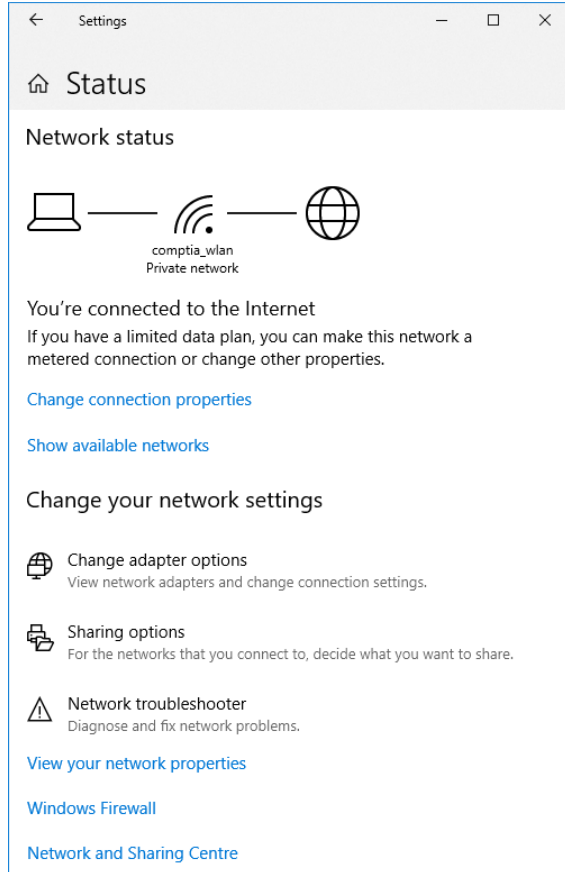 Settings
Status
Network status
comptia_wlan
Private network
You're connected to the Internet
If you have a limited data plan, you can make this network a
metered connection or change other properties.
Change connection properties
Show available networks
Change your network settings
Change adapter options
View network adapters and change connection settings.
Sharing options
For the networks that you connect to, decide what you want to share.
Network troubleshooter
Diagnose and fix network problems.
View your network properties
Windows Firewall
Network and Sharing Centre